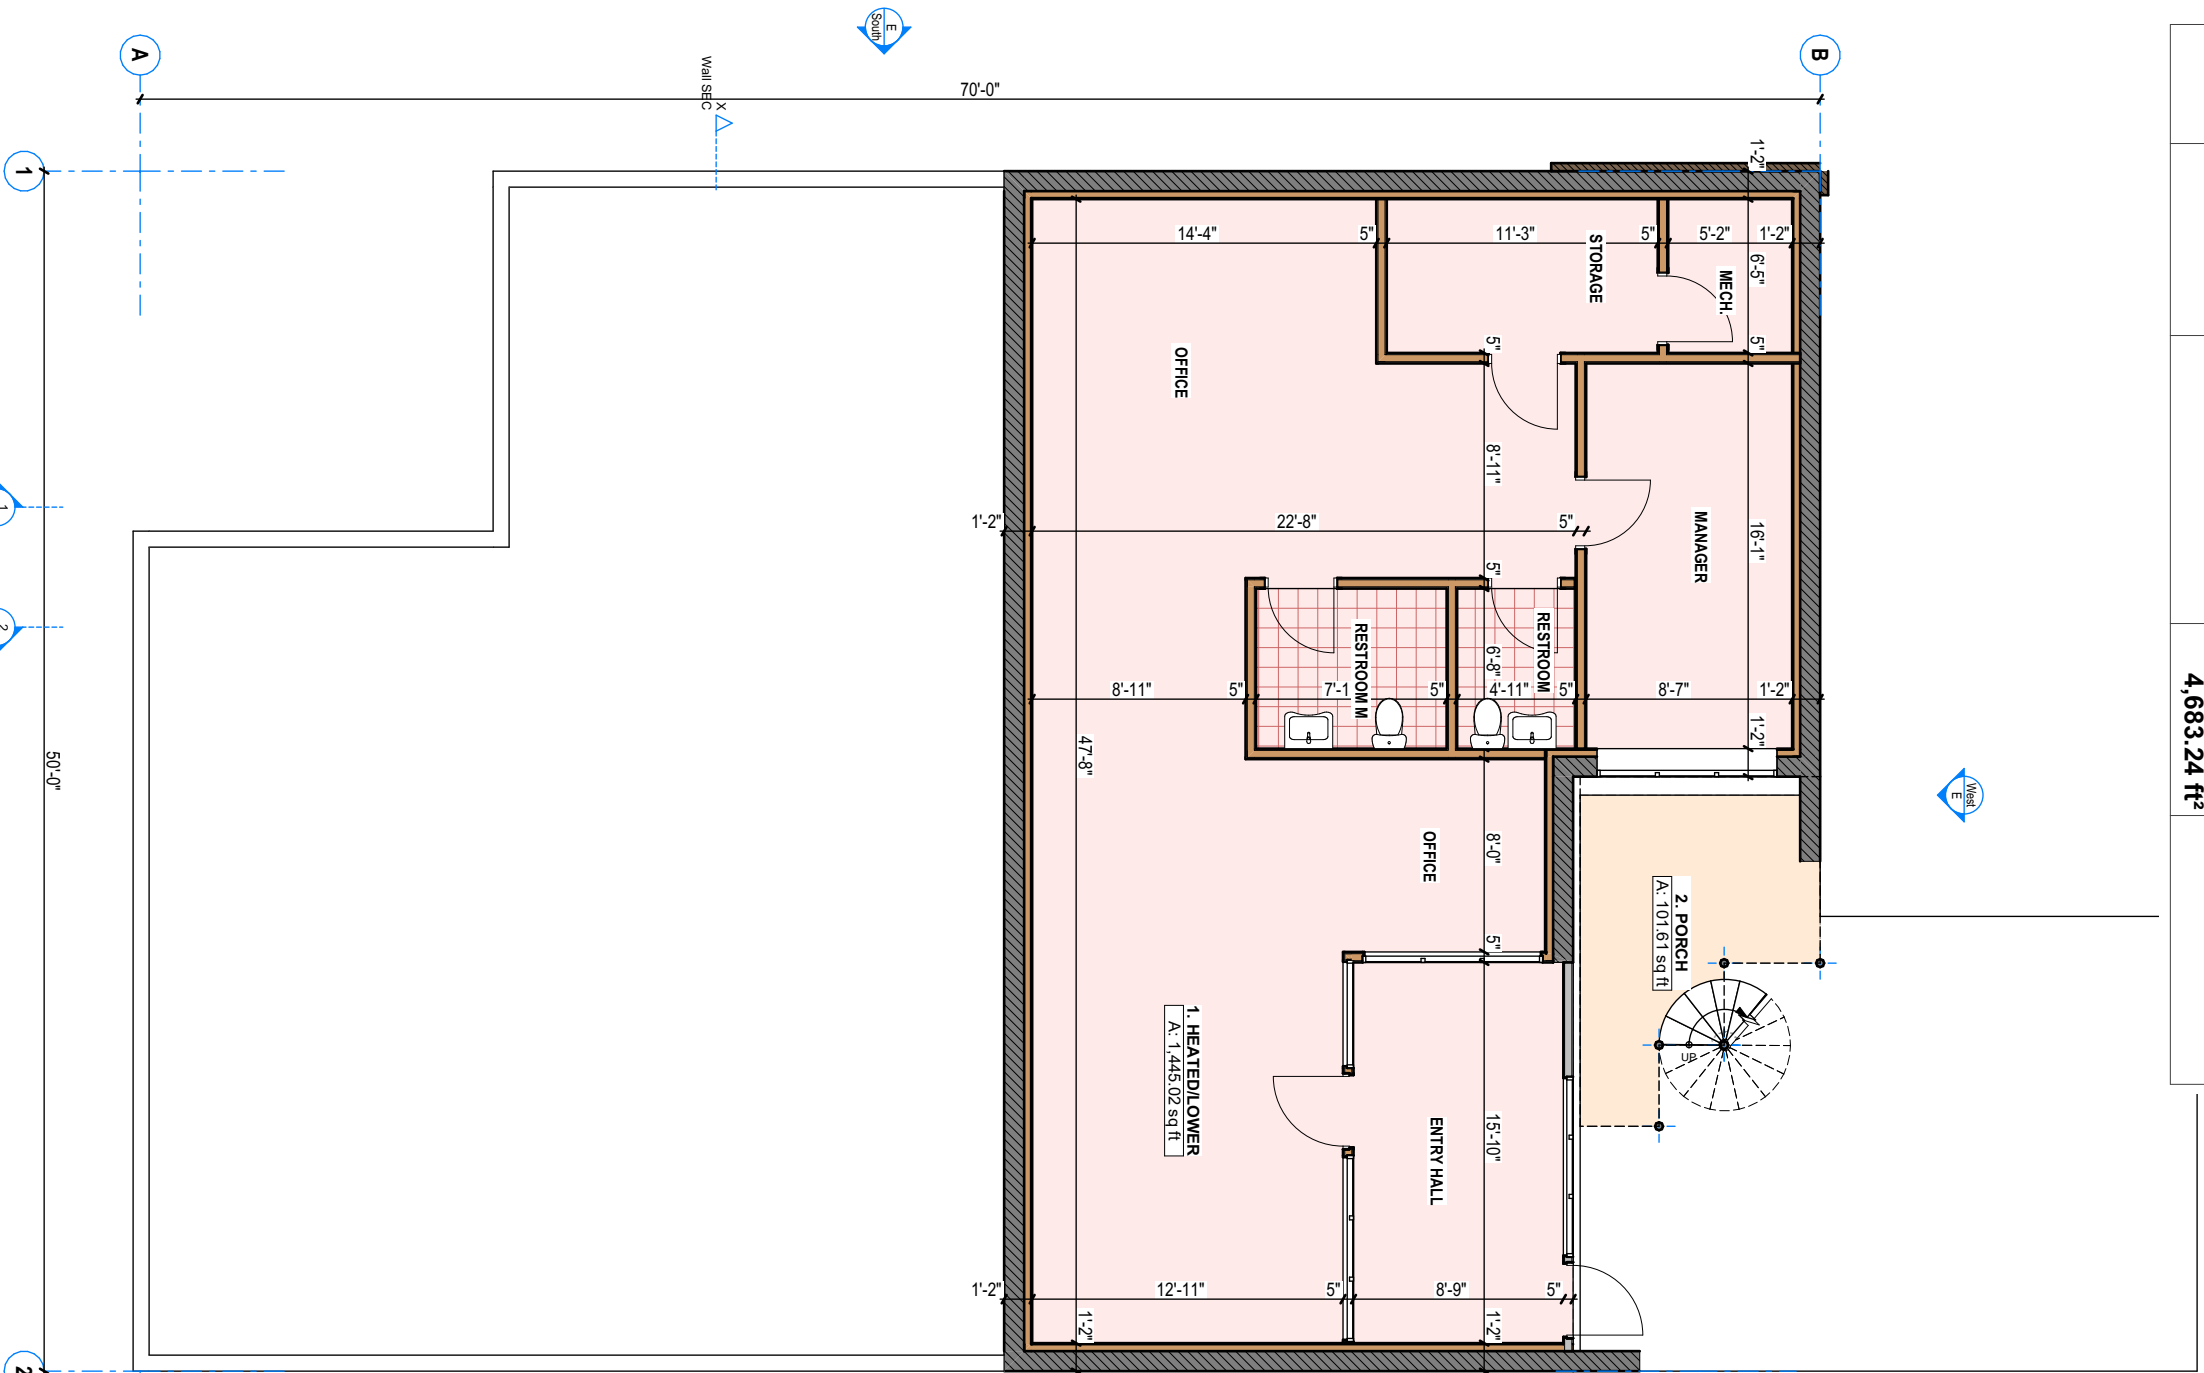 E
South
A
B
70'-0"
X
Wall SEC
1
1'-2"
14'-4"
5"
11'-3"
5"
5'-2"
1'-2"
STORAGE
MECH.
6'-5"
OFFICE
5"
5"
8'-11"
1
1'-2"
22'-8"
5"
MANAGER
16'-1"
5"
2
RESTROOM M
RESTROOM
6'-8"
8'-11"
5"
7'-1
5"
4'-11"
5"
8'-7"
1'-2"
4,683.24 ft²
47'-8"
1'-2"
50'-0"
West
E
OFFICE
8'-0"
2. PORCH
A: 101.61 sq ft
5"
UP
1. HEATED/LOWER
A: 1,445.02 sq ft
ENTRY HALL
15'-10"
1'-2"
12'-11"
5"
8'-9"
5"
1'-2"
1'-2"
2